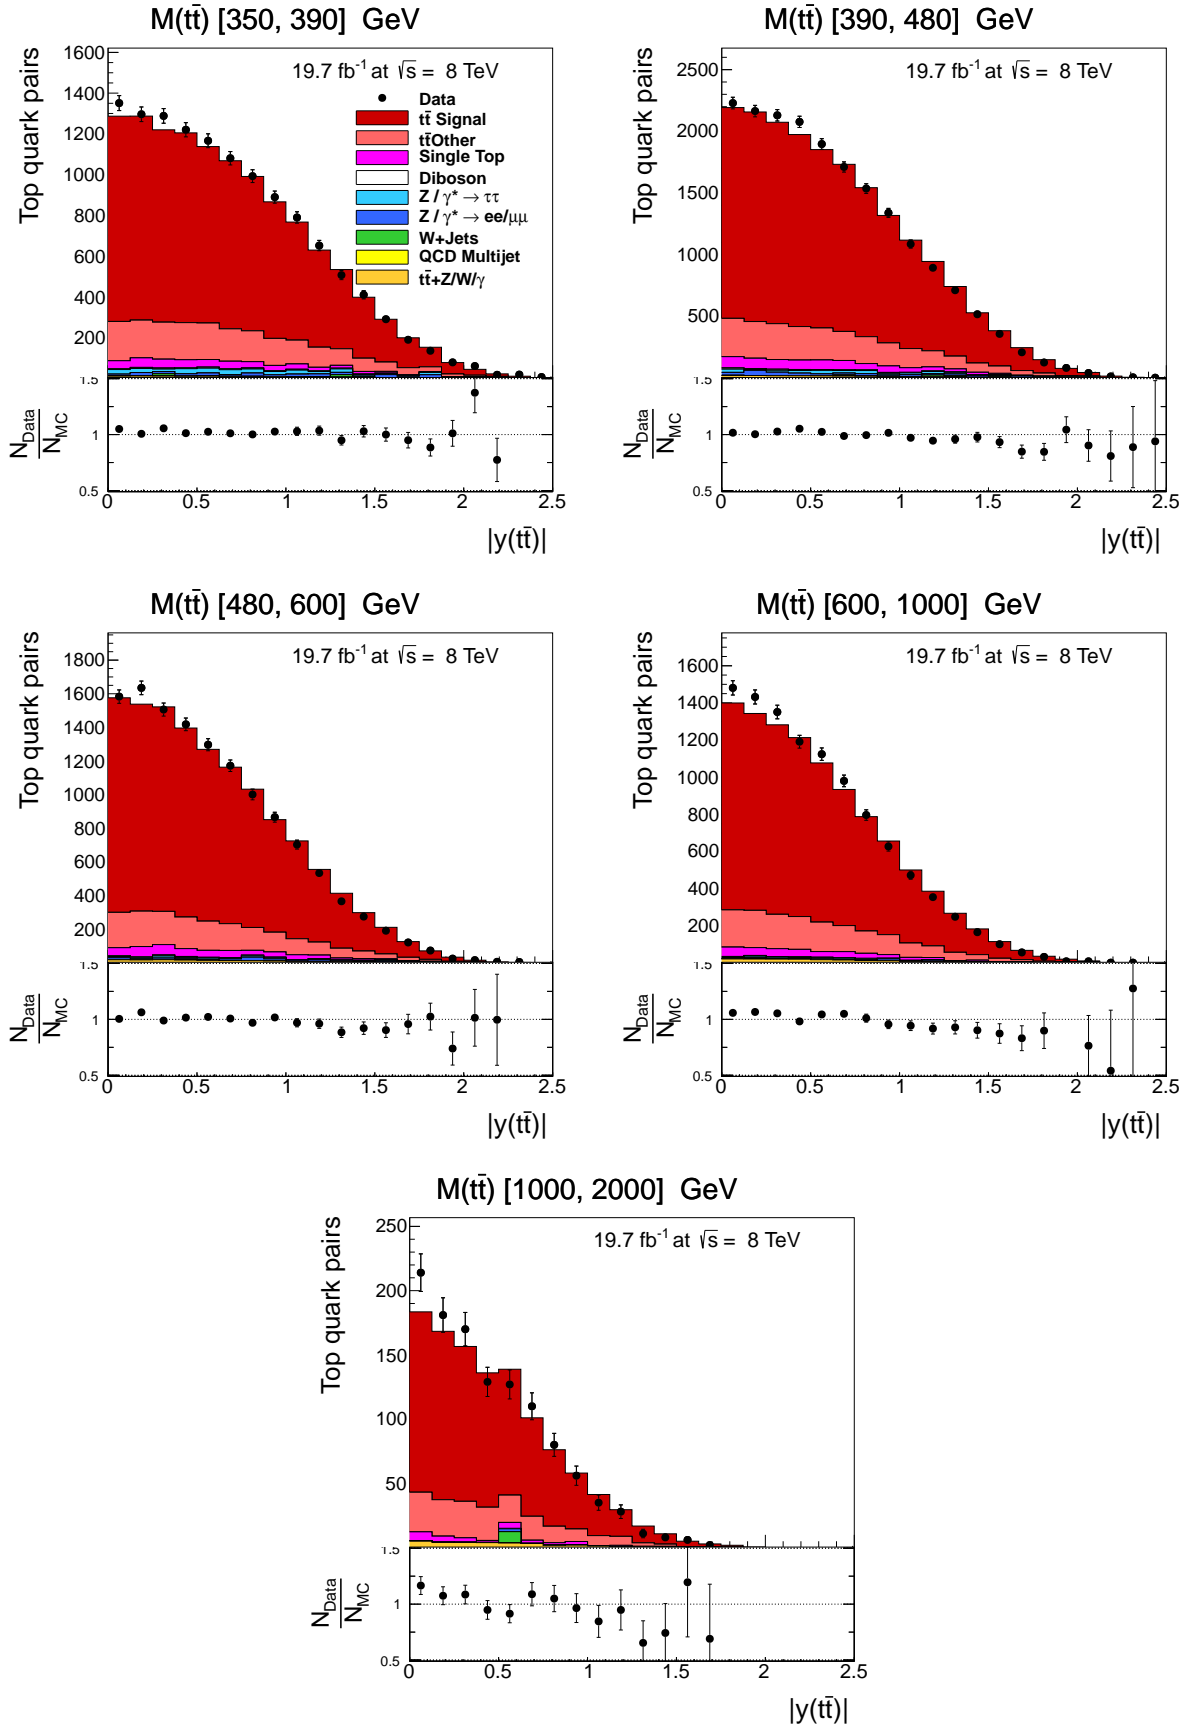 M(tt̄) [350, 390] GeV
Top quark pairs
19.7 fb⁻¹ at √s = 8 TeV
1600
1400
1200
1000
800
600
400
200
Data
tt̄ Signal
tt̄Other
Single Top
Diboson
Z / γ* → ττ
Z / γ* → ee/μμ
W+Jets
QCD Multijet
tt̄+Z/W/γ
N_Data / N_MC
1.5
1
0.5
0 0.5 1 1.5 2 2.5
|y(tt̄)|
M(tt̄) [390, 480] GeV
Top quark pairs
19.7 fb⁻¹ at √s = 8 TeV
2500
2000
1500
1000
500
N_Data / N_MC
1.5
1
0.5
0 0.5 1 1.5 2 2.5
|y(tt̄)|
M(tt̄) [480, 600] GeV
Top quark pairs
19.7 fb⁻¹ at √s = 8 TeV
1800
1600
1400
1200
1000
800
600
400
200
N_Data / N_MC
1.5
1
0.5
0 0.5 1 1.5 2 2.5
|y(tt̄)|
M(tt̄) [600, 1000] GeV
Top quark pairs
19.7 fb⁻¹ at √s = 8 TeV
1600
1400
1200
1000
800
600
400
200
N_Data / N_MC
1.5
1
0.5
0 0.5 1 1.5 2 2.5
|y(tt̄)|
M(tt̄) [1000, 2000] GeV
Top quark pairs
19.7 fb⁻¹ at √s = 8 TeV
250
200
150
100
50
N_Data / N_MC
1.5
1
0.5
0 0.5 1 1.5 2 2.5
|y(tt̄)|